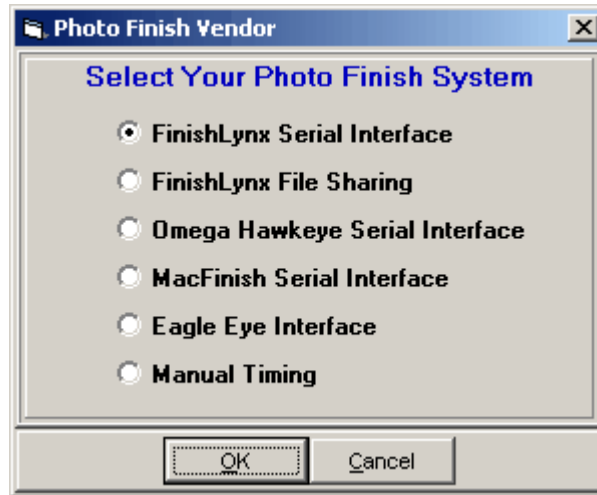 Photo Finish Vendor
Select Your Photo Finish System
FinishLynx Serial Interface
FinishLynx File Sharing
Omega Hawkeye Serial Interface
MacFinish Serial Interface
Eagle Eye Interface
Manual Timing
OK Cancel